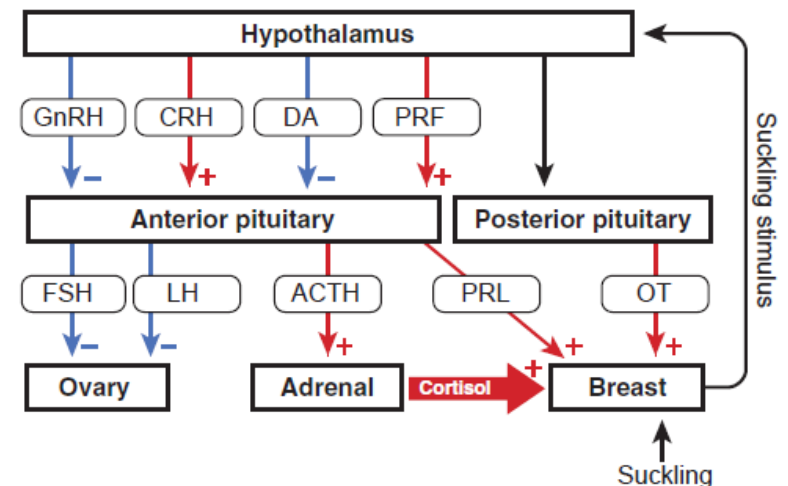 Hypothalamus
GnRH
CRH
DA
PRF
−
+
−
+
Anterior pituitary
Posterior pituitary
Suckling stimulus
FSH
LH
ACTH
PRL
OT
−
−
+
+
+
Ovary
Adrenal
Cortisol
+
Breast
Suckling